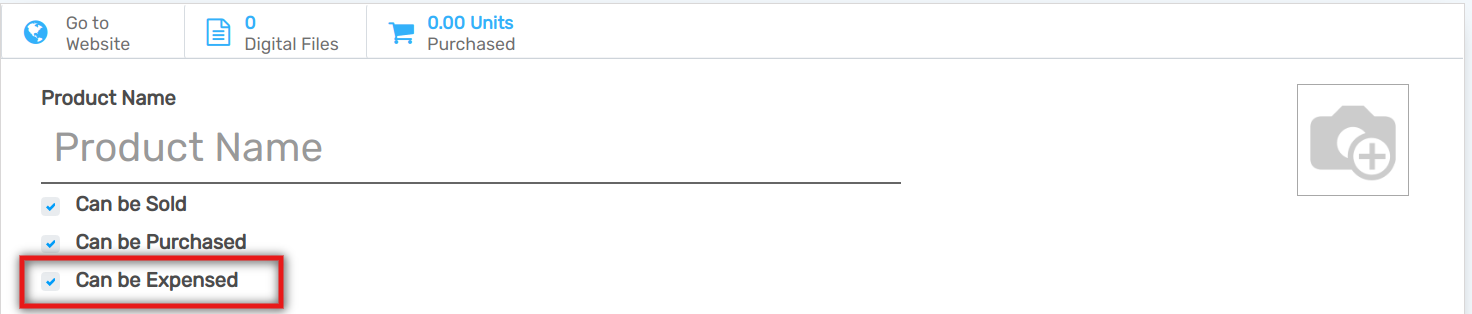 Go to
Website
0
Digital Files
0.00 Units
Purchased
Product Name
Product Name
Can be Sold
Can be Purchased
Can be Expensed